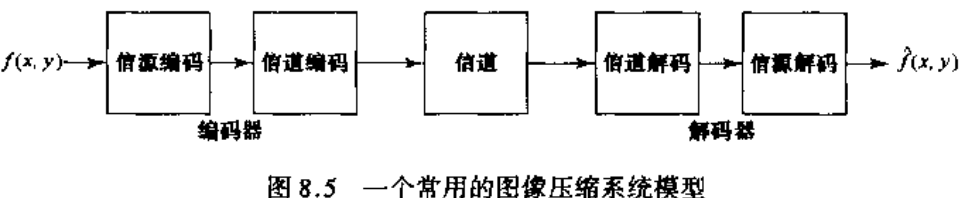 f(x, y) 信源编码 信道编码 信道 信道解码 信源解码 f̂(x, y)
编码器 解码器
图 8.5 一个常用的图像压缩系统模型